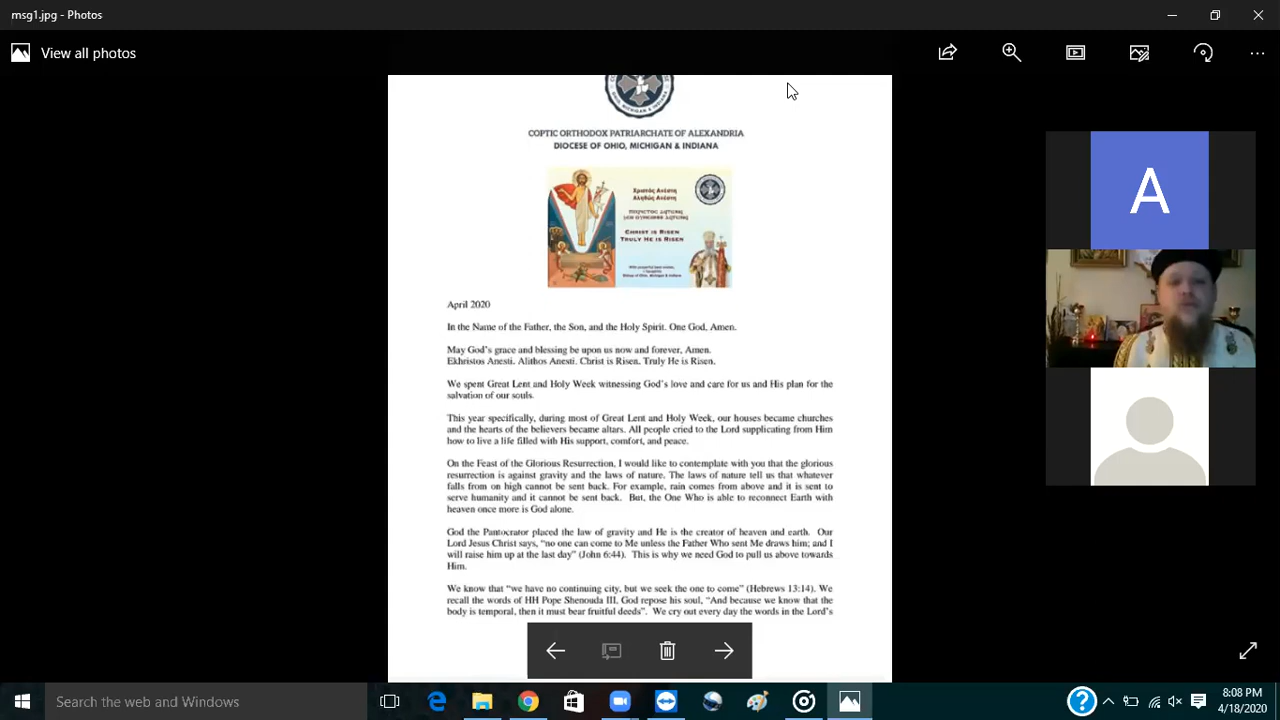 msg1.jpg - Photos
View all photos
COPTIC ORTHODOX PATRIARCHATE OF ALEXANDRIA
DIOCESE OF OHIO, MICHIGAN & INDIANA
Χριστός Ανέστη
Αληθώς Ανέστη
CHRIST IS RISEN
TRULY HE IS RISEN
Diocese of Ohio, Michigan & Indiana
April 2020
In the Name of the Father, the Son, and the Holy Spirit. One God, Amen.
May God's grace and blessing be upon us now and forever, Amen.
Ekhristos Anesti. Alithos Anesti. Christ is Risen. Truly He is Risen.
We spent Great Lent and Holy Week witnessing God's love and care for us and His plan for the
salvation of our souls.
This year specifically, during most of Great Lent and Holy Week, our houses became churches
and the hearts of the believers became altars. All people cried to the Lord supplicating from Him
how to live a life filled with His support, comfort, and peace.
On the Feast of the Glorious Resurrection, I would like to contemplate with you that the glorious
resurrection is against gravity and the laws of nature. The laws of nature tell us that whatever
falls from on high cannot be sent back. For example, rain comes from above and it is sent to
serve humanity and it cannot be sent back. But, the One Who is able to reconnect Earth with
heaven once more is God alone.
God the Pantocrator placed the law of gravity and He is the creator of heaven and earth. Our
Lord Jesus Christ says, "no one can come to Me unless the Father Who sent Me draws him; and I
will raise him up at the last day" (John 6:44). This is why we need God to pull us above towards
Him.
We know that "we have no continuing city, but we seek the one to come" (Hebrews 13:14). We
recall the words of HH Pope Shenouda III, God repose his soul, "And because we know that the
body is temporal, then it must bear fruitful deeds". We cry out every day the words in the Lord's
A
Search the web and Windows
8:08 PM
4/18/2020